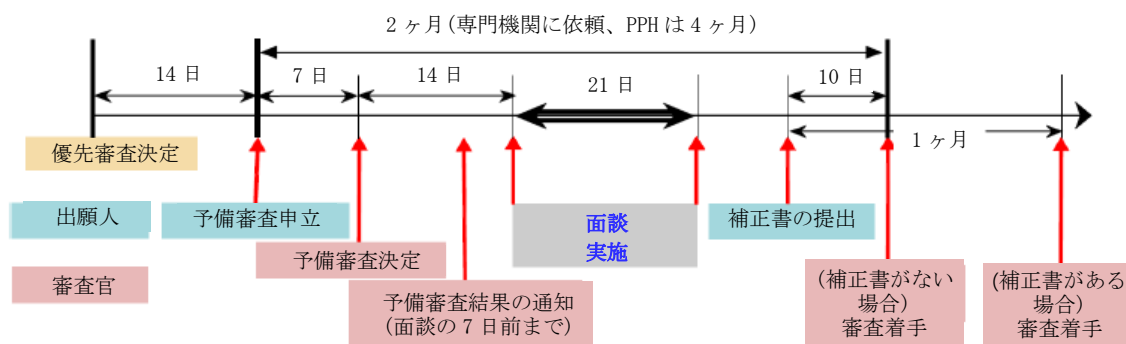 2ヶ月(専門機関に依頼、PPHは4ヶ月)
14日
7日
14日
21日
10日
1ヶ月
優先審査決定
出願人
予備審査申立
面談
実施
補正書の提出
審査官
予備審査決定
予備審査結果の通知
(面談の7日前まで)
(補正書がない
場合)
審査着手
(補正書がある
場合)
審査着手